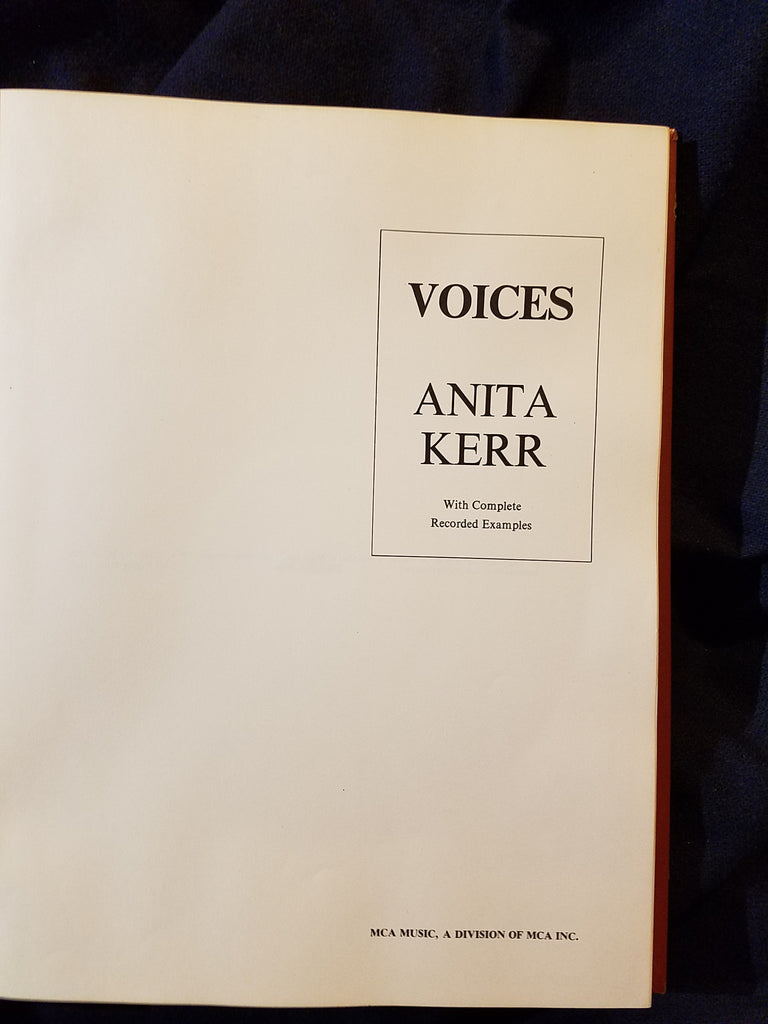 VOICES
ANITA
KERR
With Complete
Recorded Examples
MCA MUSIC, A DIVISION OF MCA INC.